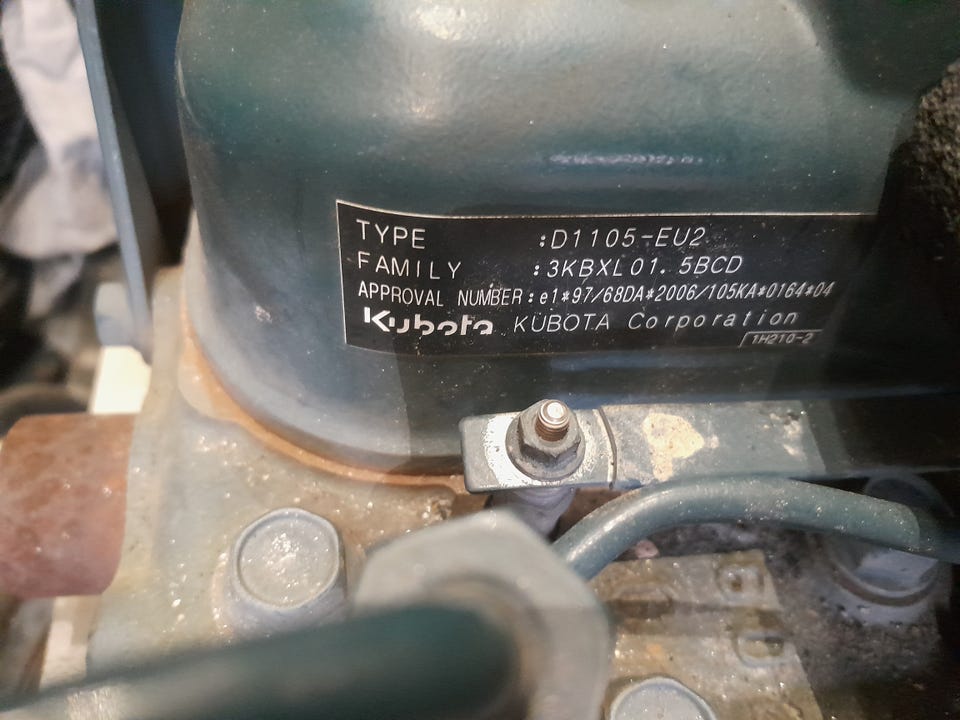 TYPE :D1105-EU2
FAMILY :3KBXL01.5BCD
APPROVAL NUMBER:e1*97/68DA*2006/105KA*0164*04
Kubota KUBOTA Corporation
1H210-2